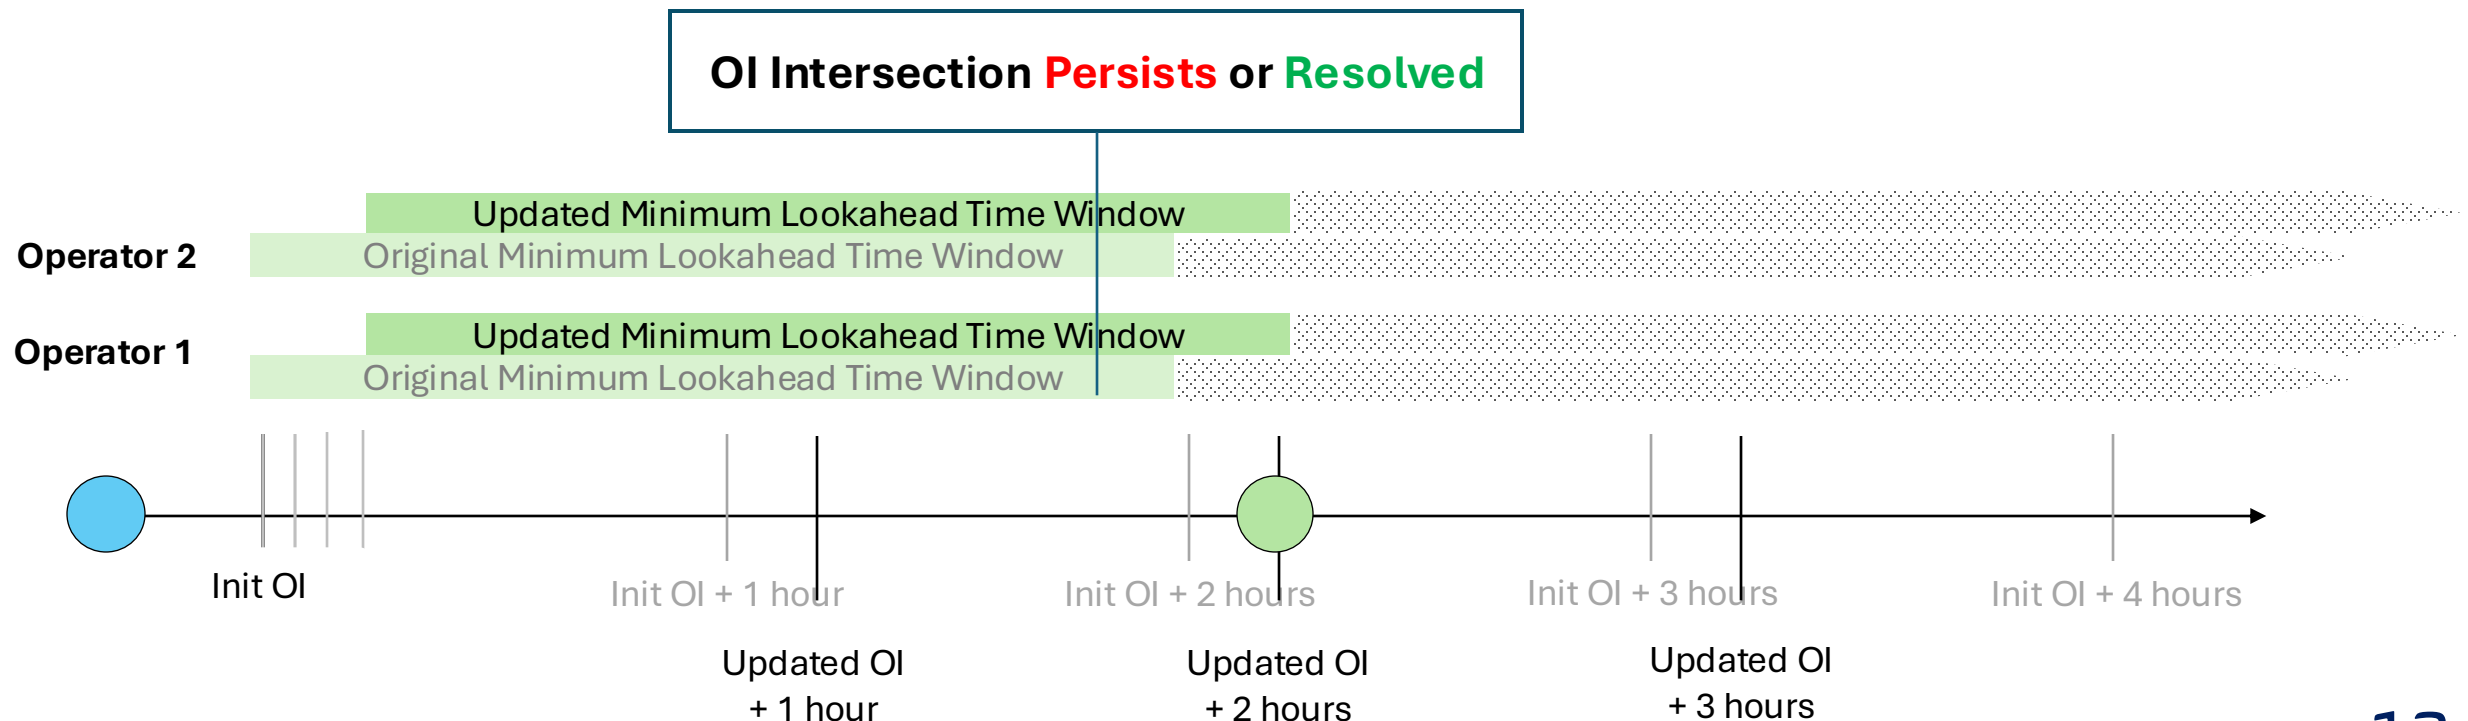 OI Intersection Persists or Resolved
Updated Minimum Lookahead Time Window
Operator 2
Original Minimum Lookahead Time Window
Updated Minimum Lookahead Time Window
Operator 1
Original Minimum Lookahead Time Window
Init OI
Init OI + 1 hour
Init OI + 2 hours
Init OI + 3 hours
Init OI + 4 hours
Updated OI
+ 1 hour
Updated OI
+ 2 hours
Updated OI
+ 3 hours